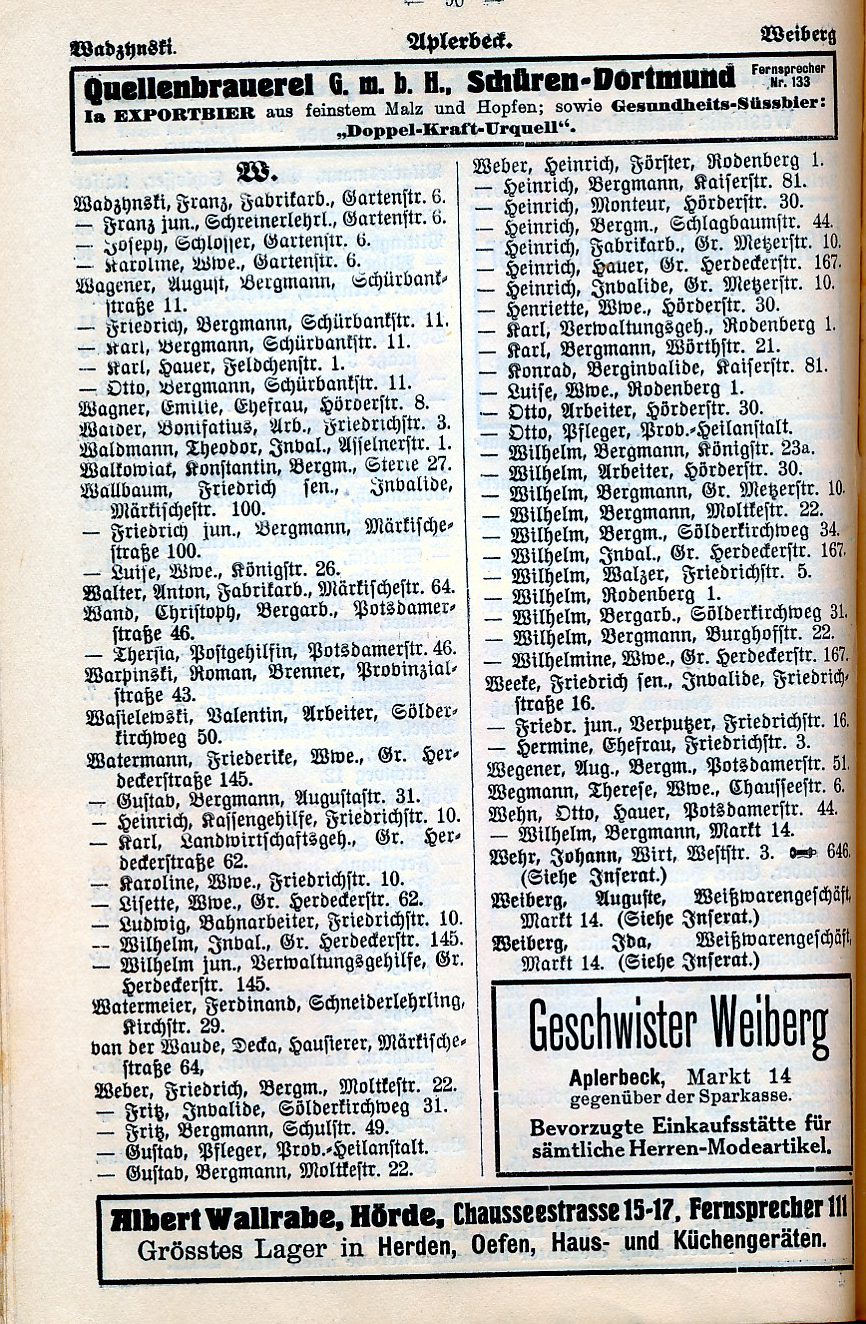 — 50 —
Wadzynski.
Aplerbeck.
Weiberg
Quellenbrauerei G. m. b. H., Schüren-Dortmund
Fernsprecher
Nr. 133
Ia EXPORTBIER aus feinstem Malz und Hopfen; sowie Gesundheits-Süssbier:
„Doppel-Kraft-Urquell“.
W.
Wadzynski, Franz, Fabrikarb., Gartenstr. 6.
— Franz jun., Schreinerlehrl., Gartenstr. 6.
— Joseph, Schlosser, Gartenstr. 6.
— Karoline, Wwe., Gartenstr. 6.
Wagener, August, Bergmann, Schürbank-
straße 11.
— Friedrich, Bergmann, Schürbankstr. 11.
— Karl, Bergmann, Schürbankstr. 11.
— Karl, Hauer, Feldchenstr. 1.
— Otto, Bergmann, Schürbankstr. 11.
Wagner, Emilie, Ehefrau, Hörderstr. 8.
Waider, Bonifatius, Arb., Friedrichstr. 3.
Waldmann, Theodor, Inval., Asselnerstr. 1.
Walkowiak, Konstantin, Bergm., Sterie 27.
Wallbaum, Friedrich sen., Invalide,
Märkischestr. 100.
— Friedrich jun., Bergmann, Märkische-
straße 100.
— Luise, Wwe., Königstr. 26.
Walter, Anton, Fabrikarb., Märkischestr. 64.
Wand, Christoph, Bergarb., Potsdamer-
straße 46.
— Thersia, Postgehilfin, Potsdamerstr. 46.
Warpinski, Roman, Brenner, Provinzial-
straße 43.
Wasielewski, Valentin, Arbeiter, Sölder-
kirchweg 50.
Watermann, Friederike, Wwe., Gr. Her-
deckerstraße 145.
— Gustav, Bergmann, Augustastr. 31.
— Heinrich, Kassengehilfe, Friedrichstr. 10.
— Karl, Landwirtschaftsgeh., Gr. Her-
deckerstraße 62.
— Karoline, Wwe., Friedrichstr. 10.
— Lisette, Wwe., Gr. Herdeckerstr. 62.
— Ludwig, Bahnarbeiter, Friedrichstr. 10.
— Wilhelm, Inval., Gr. Herdeckerstr. 145.
— Wilhelm jun., Verwaltungsgehilfe, Gr.
Herdeckerstr. 145.
Watermeier, Ferdinand, Schneiderlehrling,
Kirchstr. 29.
van der Waude, Decka, Hausierer, Märkische-
straße 64,
Weber, Friedrich, Bergm., Moltkestr. 22.
— Fritz, Invalide, Sölderkirchweg 31.
— Fritz, Bergmann, Schulstr. 49.
— Gustav, Pfleger, Prov.-Heilanstalt.
— Gustav, Bergmann, Moltkestr. 22.
Weber, Heinrich, Förster, Rodenberg 1.
— Heinrich, Bergmann, Kaiserstr. 81.
— Heinrich, Monteur, Hörderstr. 30.
— Heinrich, Bergm., Schlagbaumstr. 44.
— Heinrich, Fabrikarb., Gr. Metzerstr. 10.
— Heinrich, Hauer, Gr. Herdeckerstr. 167.
— Heinrich, Invalide, Gr. Metzerstr. 10.
— Henriette, Wwe., Hörderstr. 30.
— Karl, Verwaltungsgeh., Rodenberg 1.
— Karl, Bergmann, Wörthstr. 21.
— Konrad, Berginvalide, Kaiserstr. 81.
— Luise, Wwe., Rodenberg 1.
— Otto, Arbeiter, Hörderstr. 30.
— Otto, Pfleger, Prov.-Heilanstalt.
— Wilhelm, Bergmann, Königstr. 23a.
— Wilhelm, Arbeiter, Hörderstr. 30.
— Wilhelm, Bergmann, Gr. Metzerstr. 10.
— Wilhelm, Bergmann, Moltkestr. 22.
— Wilhelm, Bergm., Sölderkirchweg 34.
— Wilhelm, Inval., Gr. Herdeckerstr. 167.
— Wilhelm, Walzer, Friedrichstr. 5.
— Wilhelm, Rodenberg 1.
— Wilhelm, Bergarb., Sölderkirchweg 31.
— Wilhelm, Bergmann, Burghofstr. 22.
— Wilhelmine, Wwe., Gr. Herdeckerstr. 167.
Weeke, Friedrich sen., Invalide, Friedrich-
straße 16.
— Friedr. jun., Verputzer, Friedrichstr. 16.
— Hermine, Ehefrau, Friedrichstr. 3.
Wegener, Aug., Bergm., Potsdamerstr. 51.
Wegmann, Therese, Wwe., Chausseestr. 6.
Wehn, Otto, Hauer, Potsdamerstr. 44.
— Wilhelm, Bergmann, Markt 14.
Wehr, Johann, Wirt, Weststr. 3. 646.
(Siehe Inserat.)
Weiberg, Auguste, Weißwarengeschäft,
Markt 14. (Siehe Inserat.)
Weiberg, Ida, Weißwarengeschäft,
Markt 14. (Siehe Inserat.)
Geschwister Weiberg
Aplerbeck, Markt 14
gegenüber der Sparkasse.
Bevorzugte Einkaufsstätte für
sämtliche Herren-Modeartikel.
Albert Wallrabe, Hörde, Chausseestrasse 15-17, Fernsprecher 111
Grösstes Lager in Herden, Oefen, Haus- und Küchengeräten.